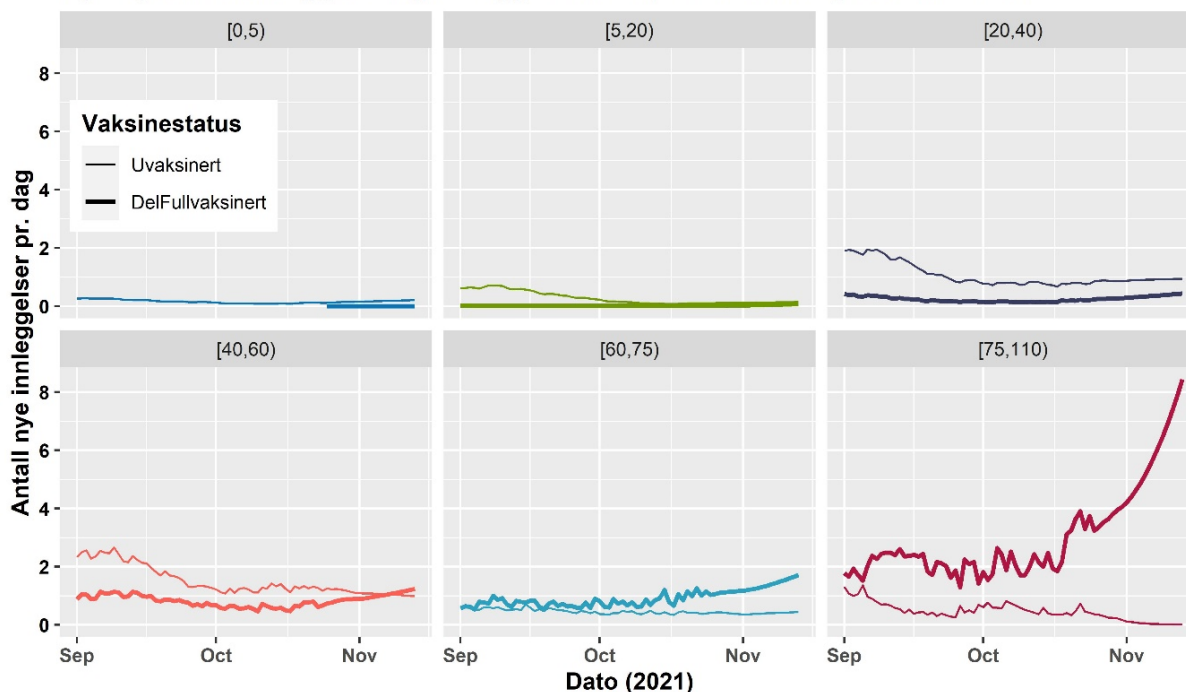 [0,5)
[5,20)
[20,40)
8
6
4
2
0
Vaksinestatus
Uvaksinert
DelFullvaksinert
[40,60)
[60,75)
[75,110)
8
6
4
2
0
Antall nye innleggelser pr. dag
Sep
Oct
Nov
Sep
Oct
Nov
Sep
Oct
Nov
Dato (2021)